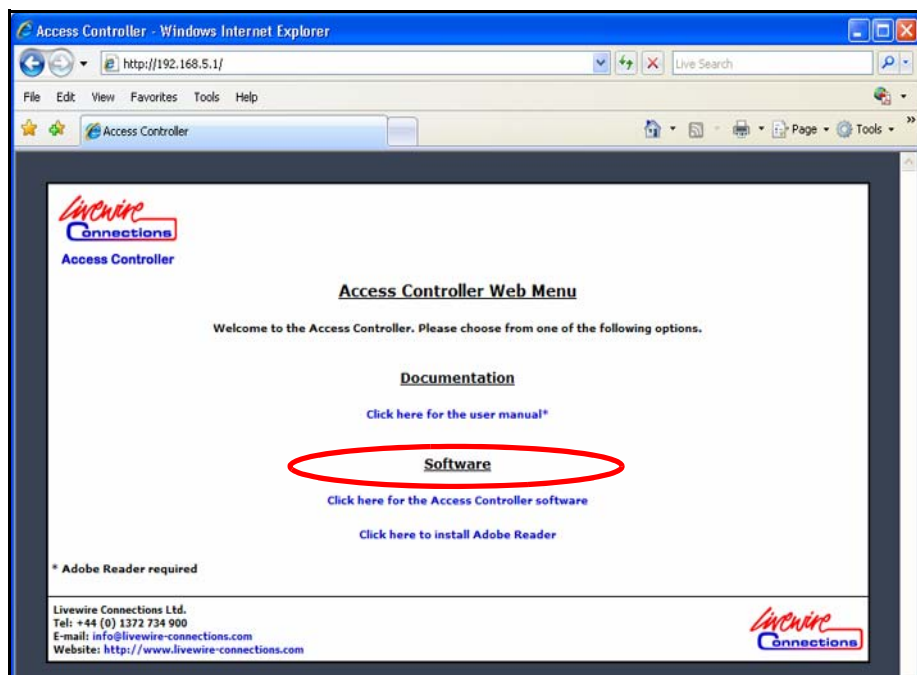 Access Controller - Windows Internet Explorer
http://192.168.5.1/
Live Search
File Edit View Favorites Tools Help
Access Controller
Page Tools
Livewire
Connections
Access Controller
Access Controller Web Menu
Welcome to the Access Controller. Please choose from one of the following options.
Documentation
Click here for the user manual*
Software
Click here for the Access Controller software
Click here to install Adobe Reader
* Adobe Reader required
Livewire Connections Ltd.
Tel: +44 (0) 1372 734 900
E-mail: info@livewire-connections.com
Website: http://www.livewire-connections.com
Livewire
Connections